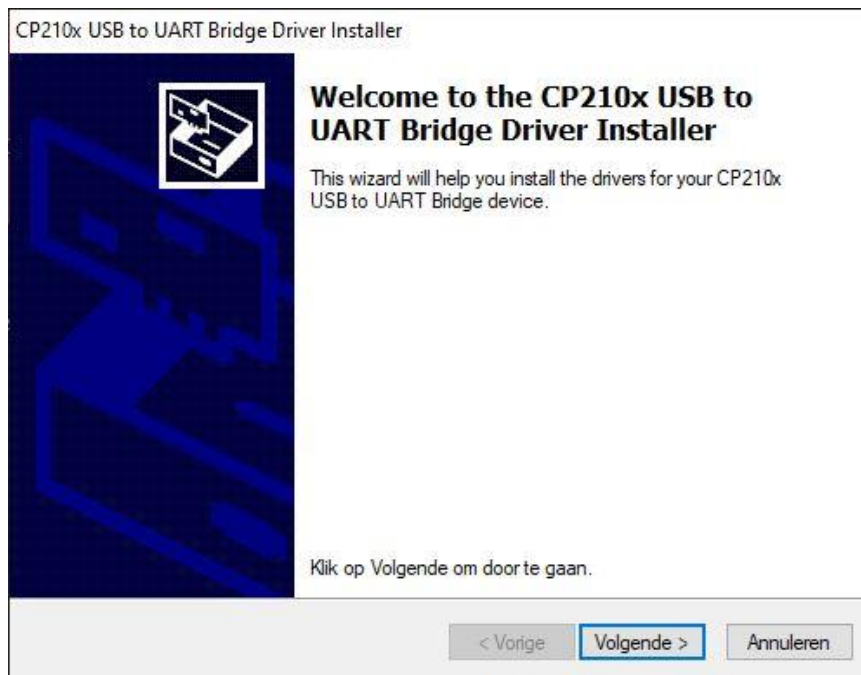 CP210x USB to UART Bridge Driver Installer
Welcome to the CP210x USB to
UART Bridge Driver Installer
This wizard will help you install the drivers for your CP210x
USB to UART Bridge device.
Klik op Volgende om door te gaan.
< Vorige
Volgende >
Annuleren